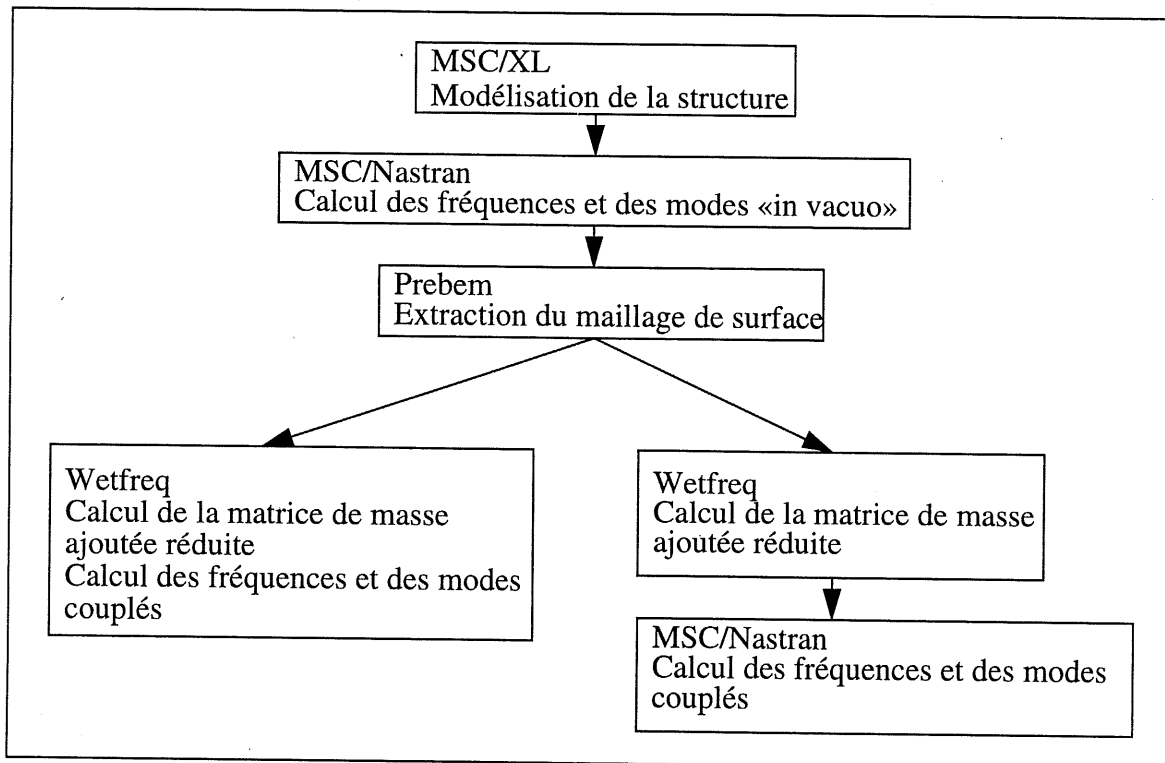 MSC/XL
Modélisation de la structure
MSC/Nastran
Calcul des fréquences et des modes «in vacuo»
Prebem
Extraction du maillage de surface
Wetfreq
Calcul de la matrice de masse
ajoutée réduite
Calcul des fréquences et des modes
couplés
Wetfreq
Calcul de la matrice de masse
ajoutée réduite
MSC/Nastran
Calcul des fréquences et des modes
couplés